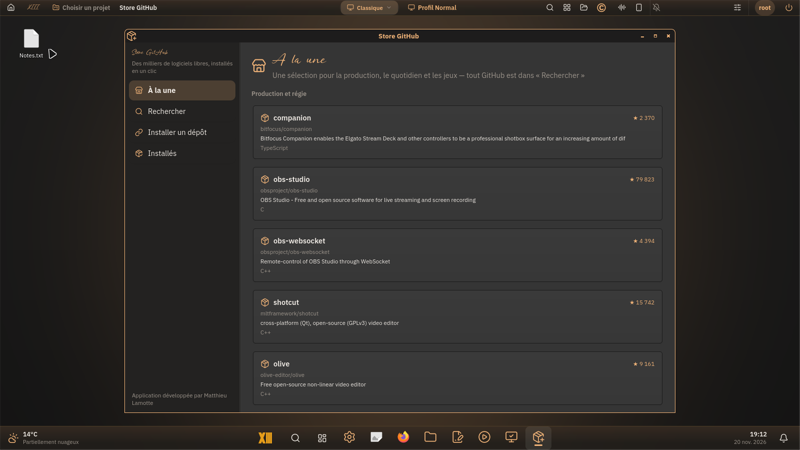 Choisir un projet
Store GitHub
Classique
Profil Normal
root
Notes.txt
Store GitHub
Store GitHub
Des milliers de logiciels libres, installés
en un clic
À la une
Rechercher
Installer un dépôt
Installés
Application développée par Matthieu
Lamotte
À la une
Une sélection pour la production, le quotidien et les jeux — tout GitHub est dans « Rechercher »
Production et régie
companion
★ 2 370
bitfocus/companion
Bitfocus Companion enables the Elgato Stream Deck and other controllers to be a professional shotbox surface for an increasing amount of dif
TypeScript
obs-studio
★ 79 823
obsproject/obs-studio
OBS Studio - Free and open source software for live streaming and screen recording
C
obs-websocket
★ 4 394
obsproject/obs-websocket
Remote-control of OBS Studio through WebSocket
C++
shotcut
★ 15 742
mltframework/shotcut
cross-platform (Qt), open-source (GPLv3) video editor
C++
olive
★ 9 161
olive-editor/olive
Free open-source non-linear video editor
C++
14°C
Partiellement nuageux
XIII
19:12
20 nov. 2026